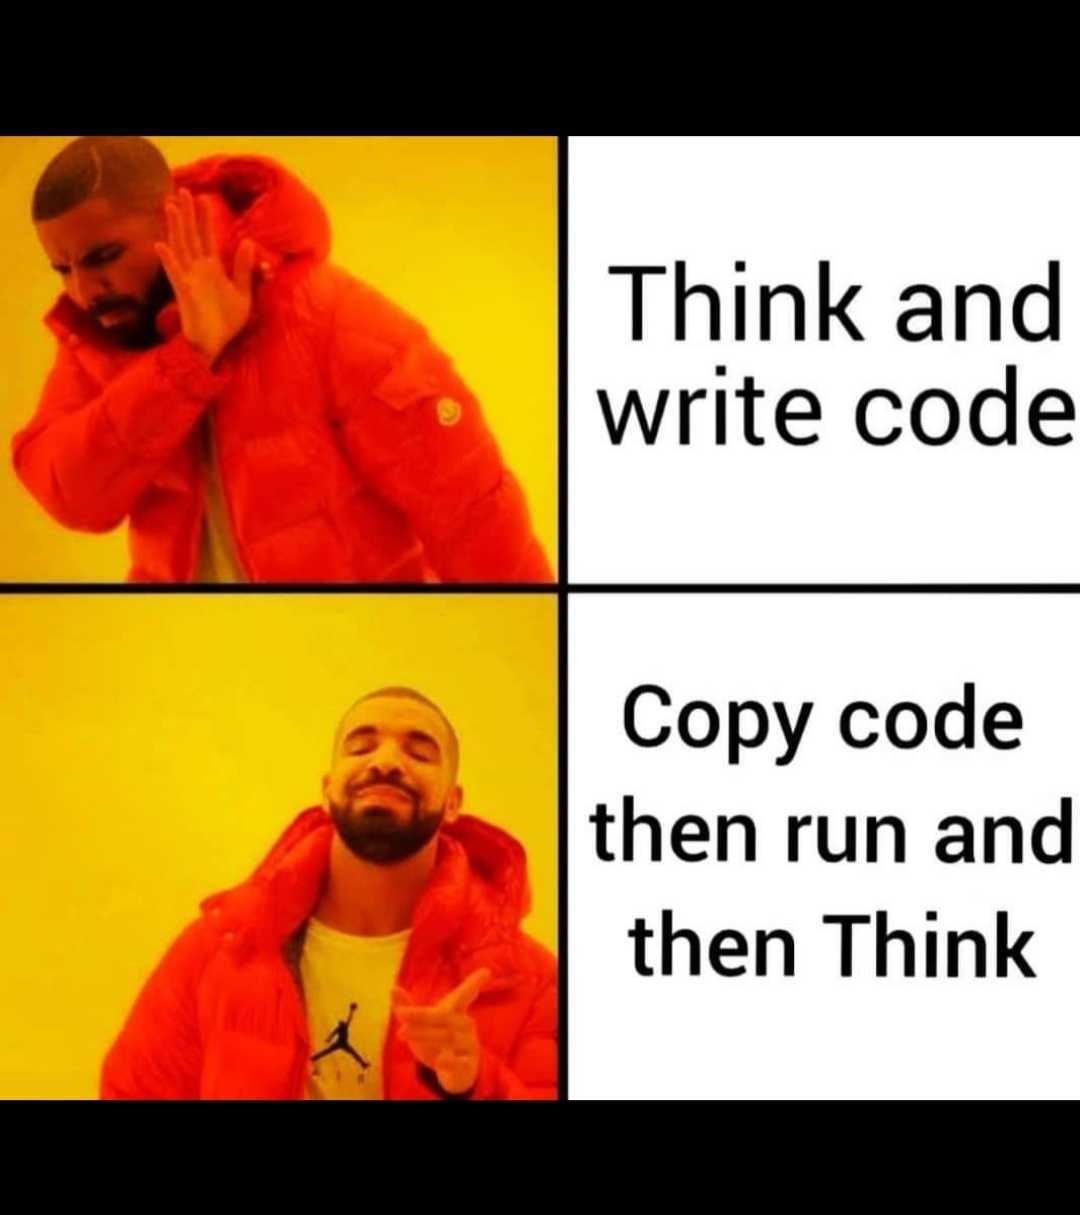 Think and
write code
Copy code
then run and
then Think